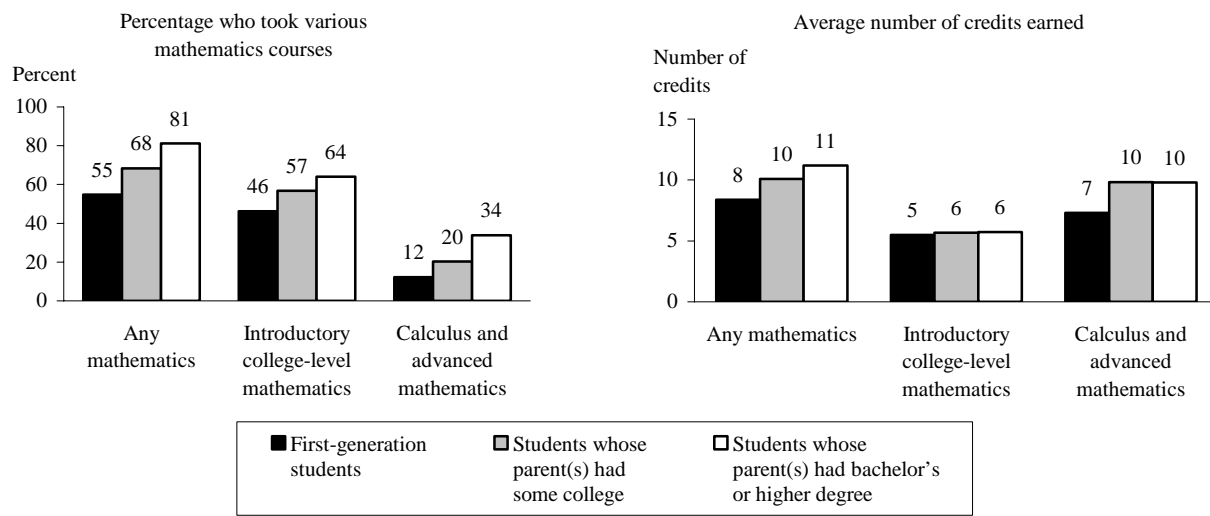 Percentage who took various
mathematics courses
Percent
100
80
60
40
20
0
55
68
81
46
57
64
12
20
34
Any
mathematics
Introductory
college-level
mathematics
Calculus and
advanced
mathematics
Average number of credits earned
Number of
credits
15
10
5
0
8
10
11
5
6
6
7
10
10
Any mathematics
Introductory
college-level
mathematics
Calculus and
advanced
mathematics
First-generation
students
Students whose
parent(s) had
some college
Students whose
parent(s) had bachelor’s
or higher degree